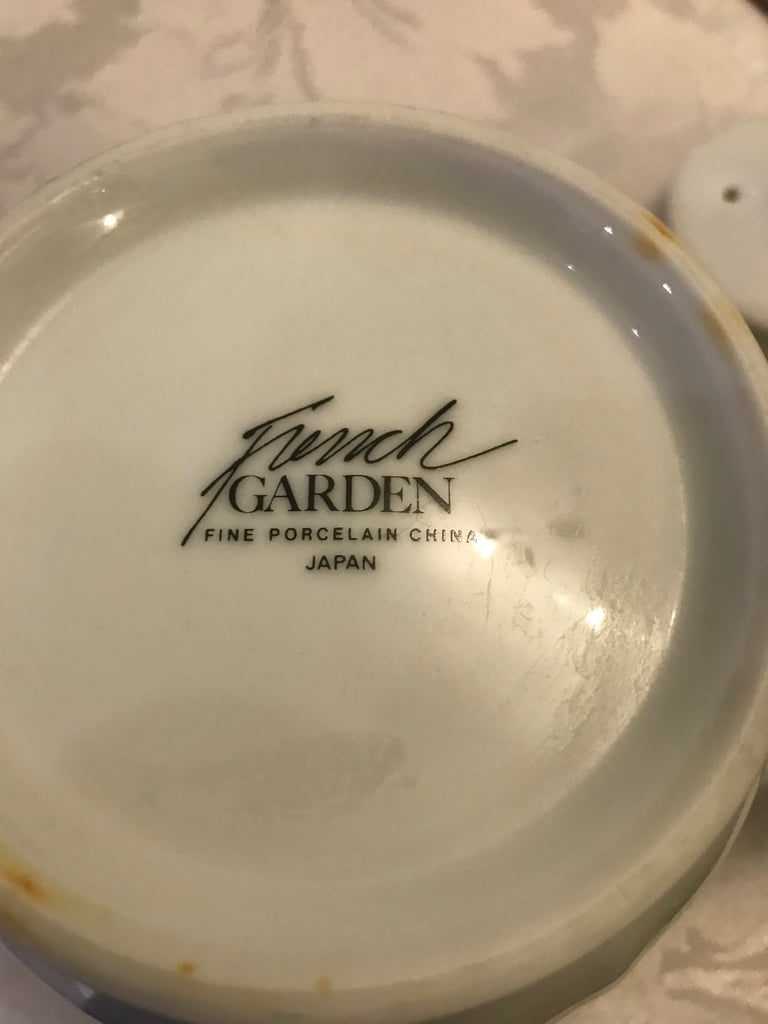 French
GARDEN
FINE PORCELAIN CHINA
JAPAN